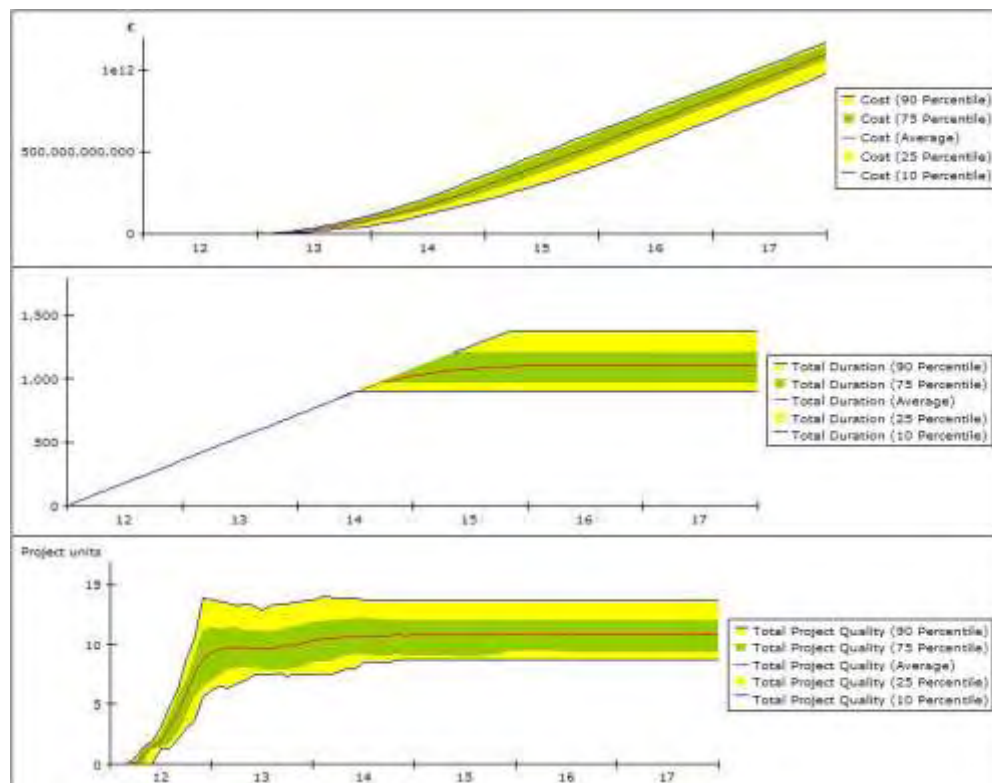 €
1e12
500.000.000.000
0
12 13 14 15 16 17
Cost (90 Percentile)
Cost (75 Percentile)
Cost (Average)
Cost (25 Percentile)
Cost (10 Percentile)
1,500
1,000
500
0
12 13 14 15 16 17
Total Duration (90 Percentile)
Total Duration (75 Percentile)
Total Duration (Average)
Total Duration (25 Percentile)
Total Duration (10 Percentile)
Project units
15
10
5
0
12 13 14 15 16 17
Total Project Quality (90 Percentile)
Total Project Quality (75 Percentile)
Total Project Quality (Average)
Total Project Quality (25 Percentile)
Total Project Quality (10 Percentile)